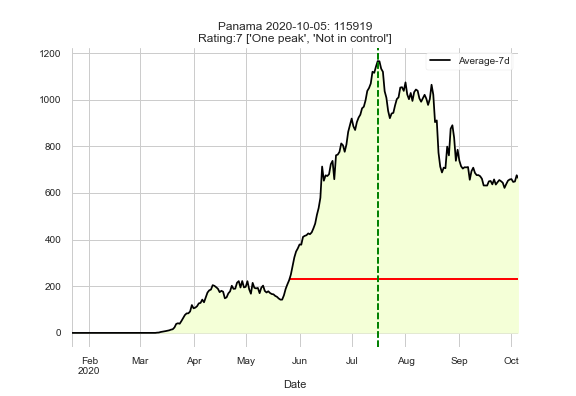 Panama 2020-10-05: 115919
Rating:7 ['One peak', 'Not in control']
Average-7d
1200
1000
800
600
400
200
0
Feb
2020
Mar
Apr
May
Jun
Jul
Aug
Sep
Oct
Date